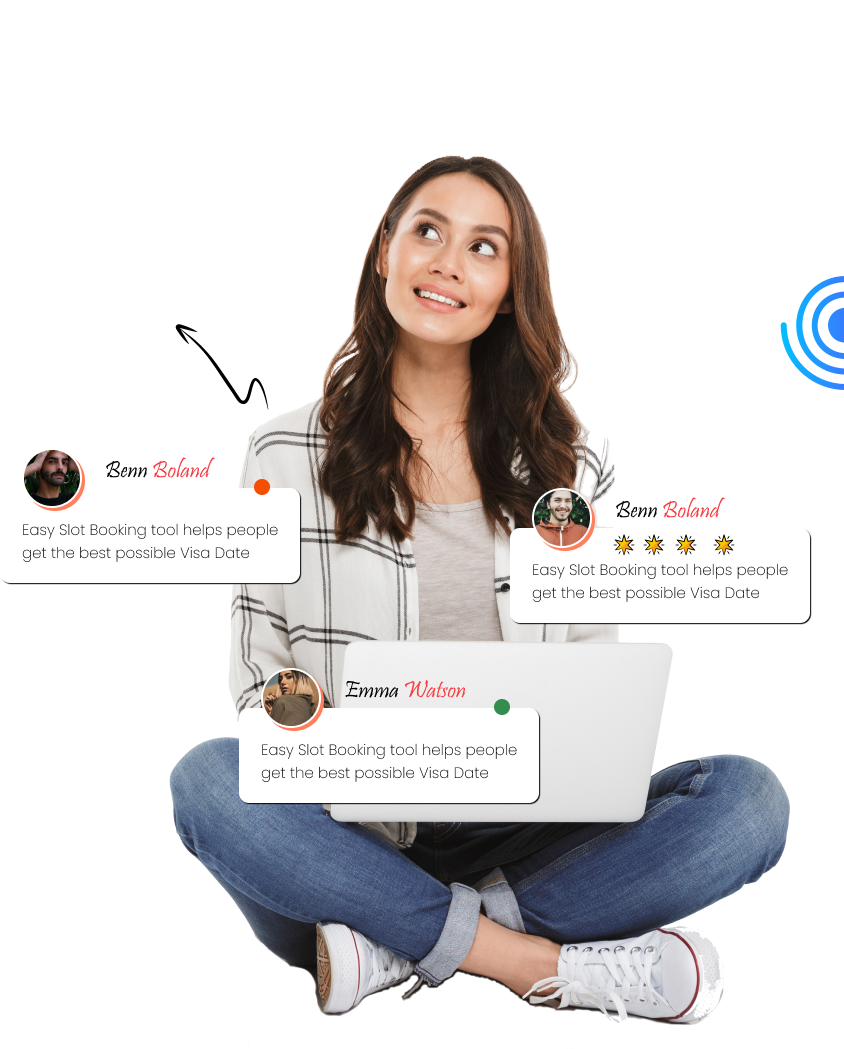 Benn Boland
Easy Slot Booking tool helps people
get the best possible Visa Date
Benn Boland
Easy Slot Booking tool helps people
get the best possible Visa Date
Emma Watson
Easy Slot Booking tool helps people
get the best possible Visa Date